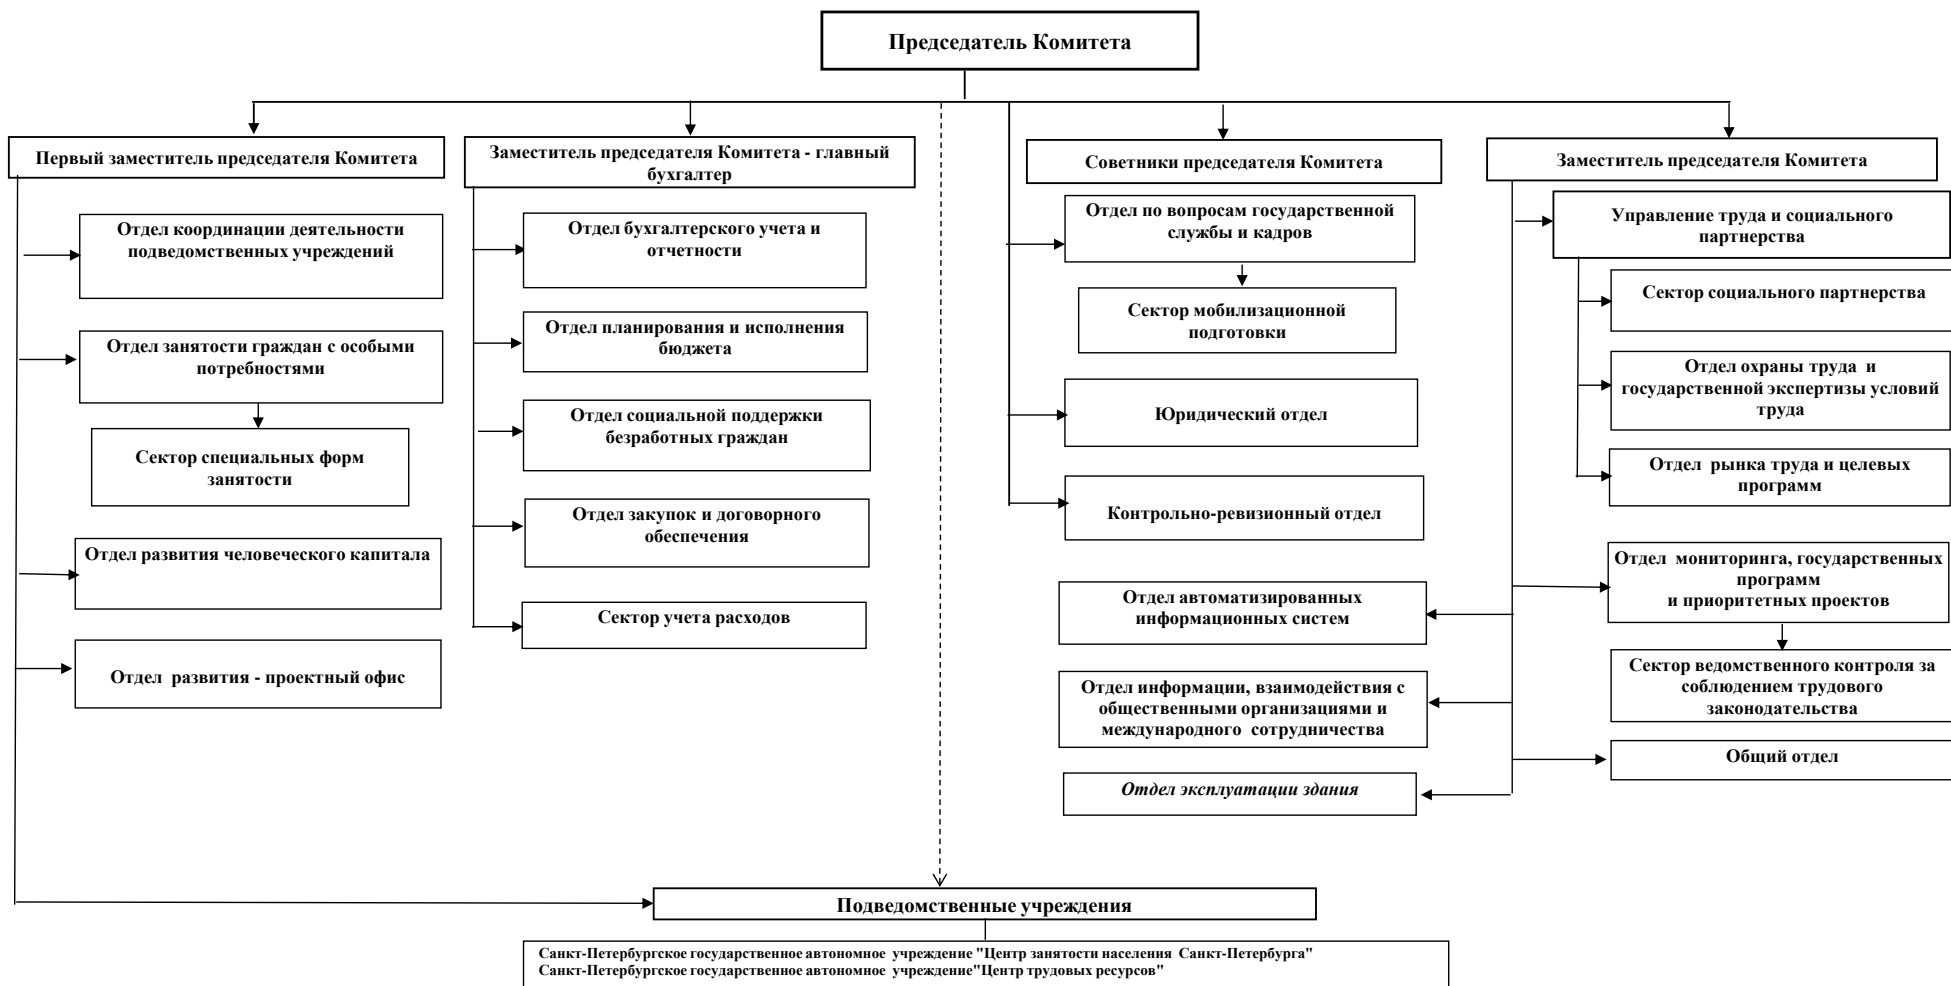 Председатель Комитета
Первый заместитель председателя Комитета
Заместитель председателя Комитета - главный
бухгалтер
Советники председателя Комитета
Заместитель председателя Комитета
Отдел координации деятельности
подведомственных учреждений
Отдел занятости граждан с особыми
потребностями
Сектор специальных форм
занятости
Отдел развития человеческого капитала
Отдел развития - проектный офис
Отдел бухгалтерского учета и
отчетности
Отдел планирования и исполнения
бюджета
Отдел социальной поддержки
безработных граждан
Отдел закупок и договорного
обеспечения
Сектор учета расходов
Отдел по вопросам государственной
службы и кадров
Сектор мобилизационной
подготовки
Юридический отдел
Контрольно-ревизионный отдел
Отдел автоматизированных
информационных систем
Отдел информации, взаимодействия с
общественными организациями и
международного сотрудничества
Отдел эксплуатации здания
Управление труда и социального
партнерства
Сектор социального партнерства
Отдел охраны труда и
государственной экспертизы условий
труда
Отдел рынка труда и целевых
программ
Отдел мониторинга, государственных
программ
и приоритетных проектов
Сектор ведомственного контроля за
соблюдением трудового
законодательства
Общий отдел
Подведомственные учреждения
Санкт-Петербургское государственное автономное учреждение "Центр занятости населения Санкт-Петербурга"
Санкт-Петербургское государственное автономное учреждение"Центр трудовых ресурсов"